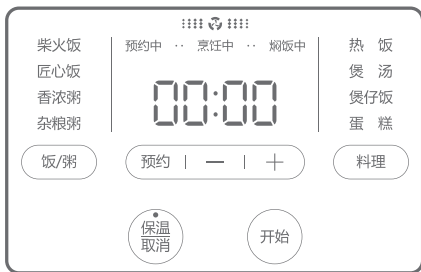 柴火饭
匠心饭
香浓粥
杂粮粥
预约中 ·· 烹饪中 ·· 焖饭中
00:00
热 饭
煲 汤
煲仔饭
蛋 糕
饭/粥
预约 | — | +
料理
保温
取消
开始